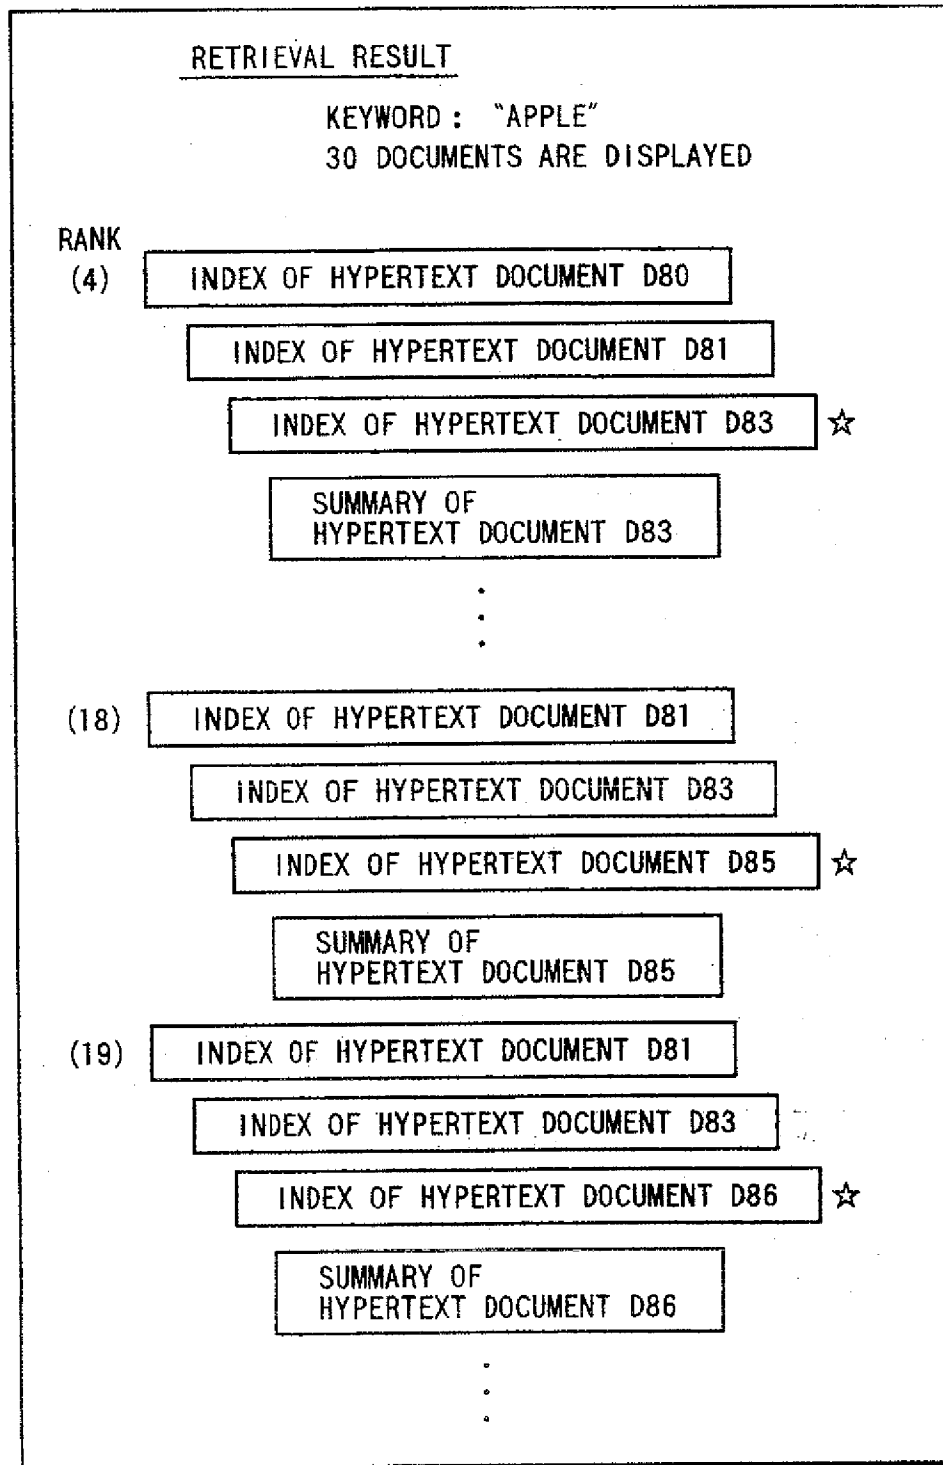 RETRIEVAL RESULT
KEYWORD : "APPLE"
30 DOCUMENTS ARE DISPLAYED
RANK
(4) INDEX OF HYPERTEXT DOCUMENT D80
INDEX OF HYPERTEXT DOCUMENT D81
INDEX OF HYPERTEXT DOCUMENT D83 ☆
SUMMARY OF
HYPERTEXT DOCUMENT D83
(18) INDEX OF HYPERTEXT DOCUMENT D81
INDEX OF HYPERTEXT DOCUMENT D83
INDEX OF HYPERTEXT DOCUMENT D85 ☆
SUMMARY OF
HYPERTEXT DOCUMENT D85
(19) INDEX OF HYPERTEXT DOCUMENT D81
INDEX OF HYPERTEXT DOCUMENT D83
INDEX OF HYPERTEXT DOCUMENT D86 ☆
SUMMARY OF
HYPERTEXT DOCUMENT D86